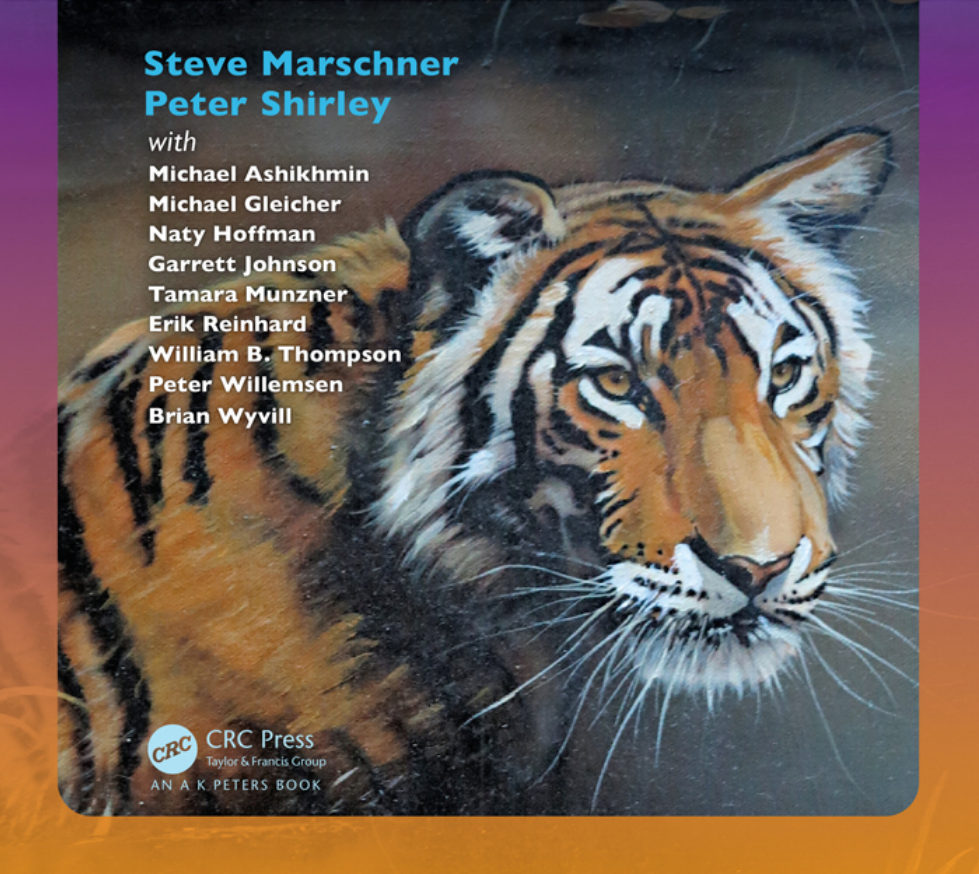 Steve Marschner
Peter Shirley
with
Michael Ashikhmin
Michael Gleicher
Naty Hoffman
Garrett Johnson
Tamara Munzner
Erik Reinhard
William B. Thompson
Peter Willemsen
Brian Wyvill
CRC
CRC Press
Taylor & Francis Group
AN A K PETERS BOOK